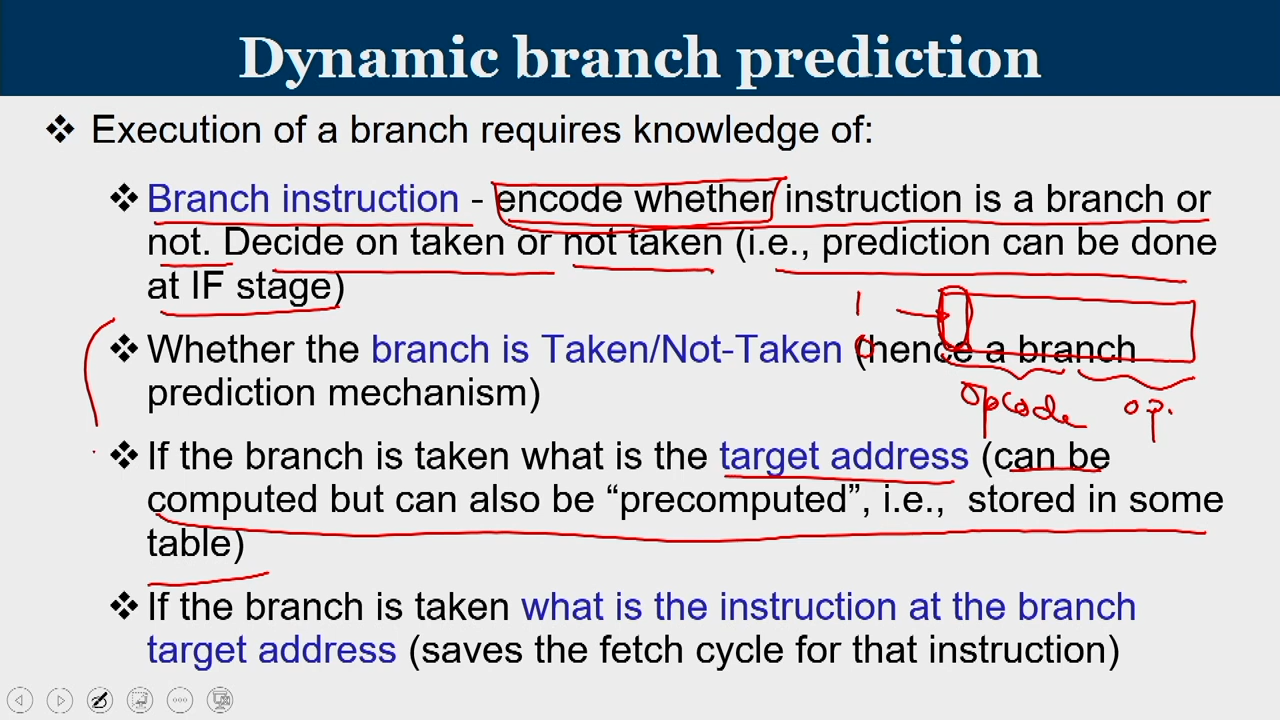 Dynamic branch prediction
❖ Execution of a branch requires knowledge of:
❖ Branch instruction - encode whether instruction is a branch or
not. Decide on taken or not taken (i.e., prediction can be done
at IF stage)
1
0
❖ Whether the branch is Taken/Not-Taken (hence a branch
prediction mechanism)
opcode op.
❖ If the branch is taken what is the target address (can be
computed but can also be “precomputed”, i.e., stored in some
table)
❖ If the branch is taken what is the instruction at the branch
target address (saves the fetch cycle for that instruction)